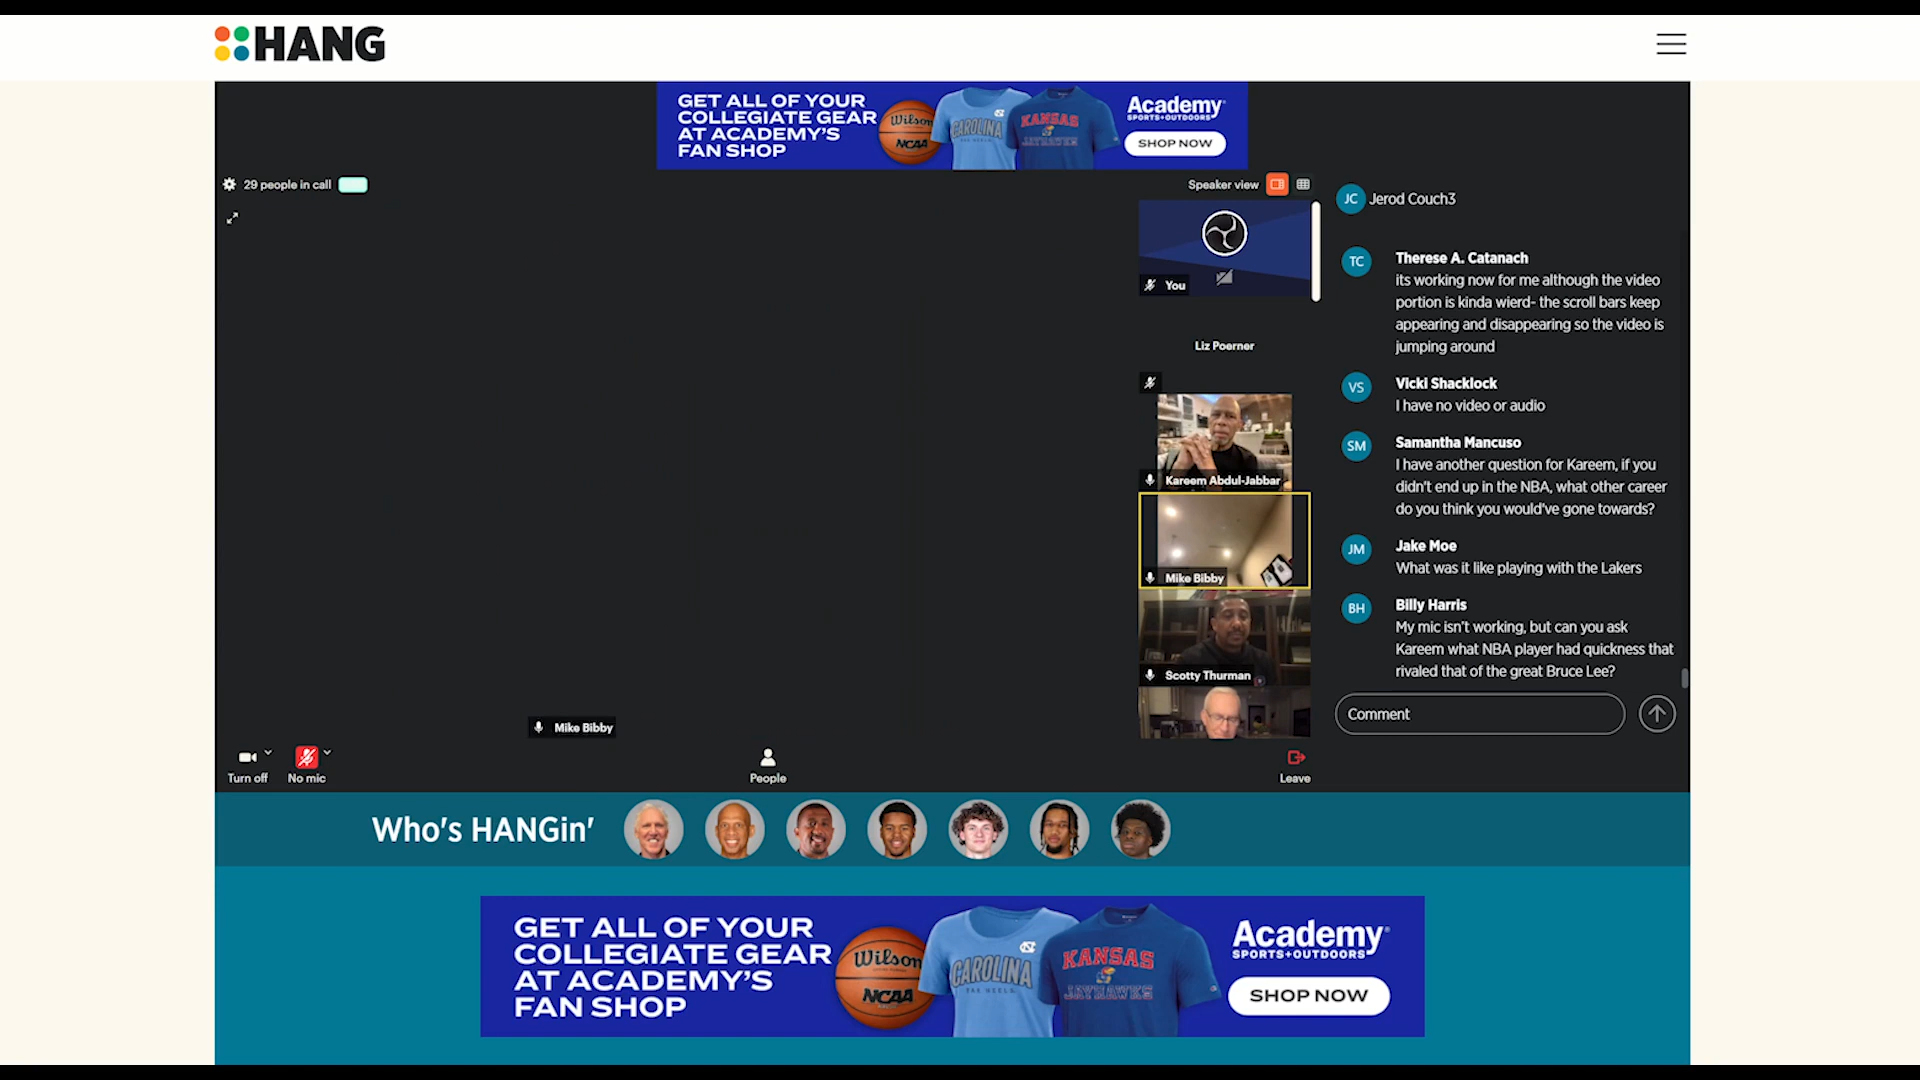 HANG
GET ALL OF YOUR
COLLEGIATE GEAR
AT ACADEMY'S
FAN SHOP
Wilson
NCAA
CAROLINA
TAR HEELS
KANSAS
JAYHAWKS
Academy
SPORTS+OUTDOORS
SHOP NOW
29 people in call
Speaker view
You
Liz Poerner
Kareem Abdul-Jabbar
Mike Bibby
Scotty Thurman
Mike Bibby
Turn off
No mic
People
Leave
JC Jerod Couch3
TC Therese A. Catanach
its working now for me although the video
portion is kinda wierd- the scroll bars keep
appearing and disappearing so the video is
jumping around
VS Vicki Shacklock
I have no video or audio
SM Samantha Mancuso
I have another question for Kareem, if you
didn't end up in the NBA, what other career
do you think you would've gone towards?
JM Jake Moe
What was it like playing with the Lakers
BH Billy Harris
My mic isn't working, but can you ask
Kareem what NBA player had quickness that
rivaled that of the great Bruce Lee?
Comment
Who's HANGin'
GET ALL OF YOUR
COLLEGIATE GEAR
AT ACADEMY'S
FAN SHOP
Wilson
NCAA
CAROLINA
TAR HEELS
KANSAS
JAYHAWKS
Academy
SPORTS+OUTDOORS
SHOP NOW